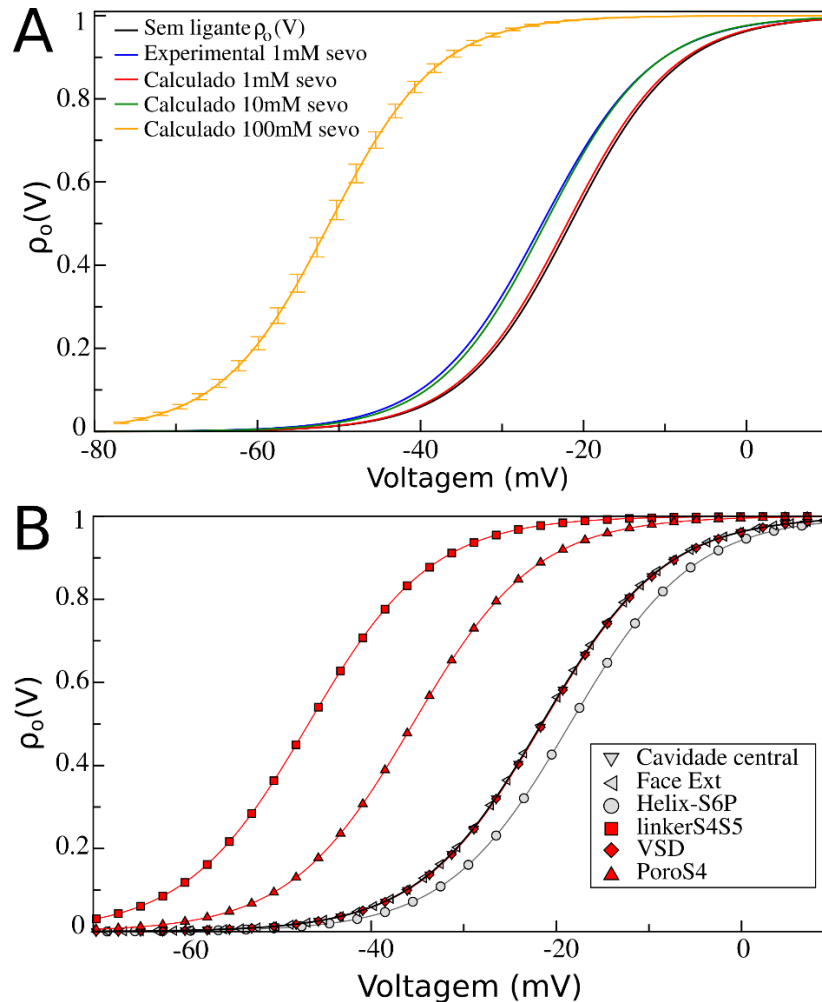 A
Sem ligante ρo(V)
Experimental 1mM sevo
Calculado 1mM sevo
Calculado 10mM sevo
Calculado 100mM sevo
1
0.8
0.6
0.4
0.2
0
ρo(V)
-80 -60 -40 -20 0
Voltagem (mV)
B
1
0.8
0.6
0.4
0.2
0
ρo(V)
Cavidade central
Face Ext
Helix-S6P
linkerS4S5
VSD
PoroS4
-60 -40 -20 0
Voltagem (mV)